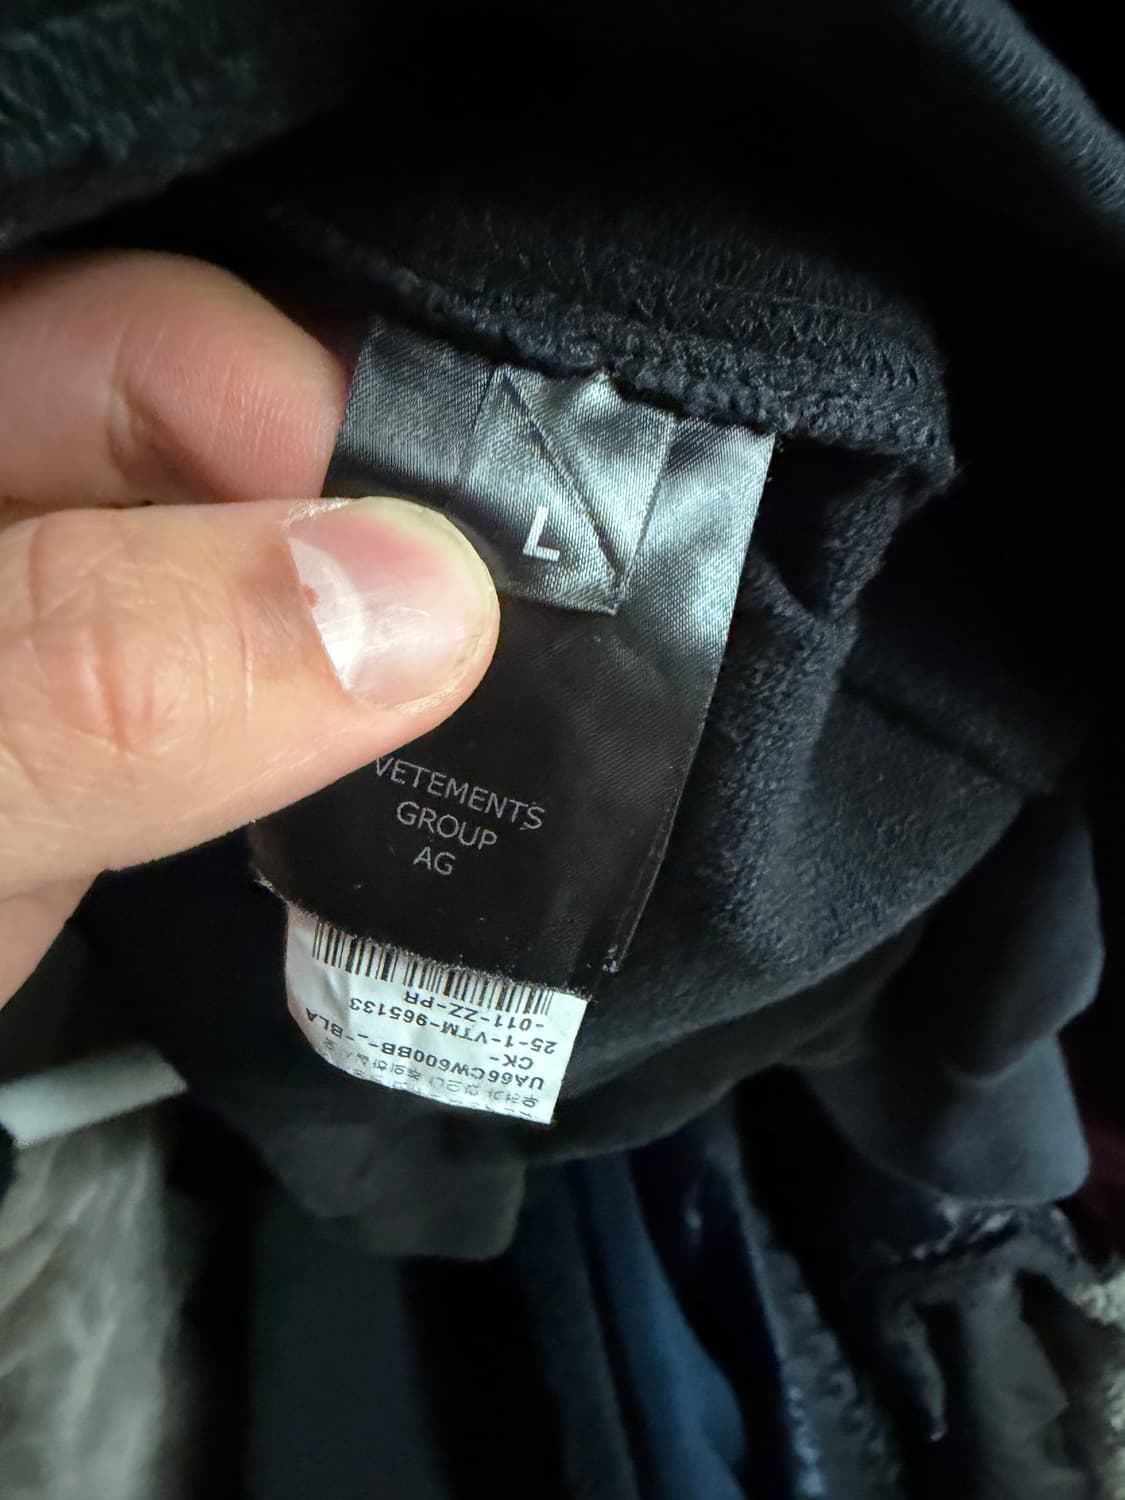 L
VETEMENTS
GROUP
AG
UA66CW600BB--BLA
CK-
25-1-VTM-965133
-011-ZZ-PR